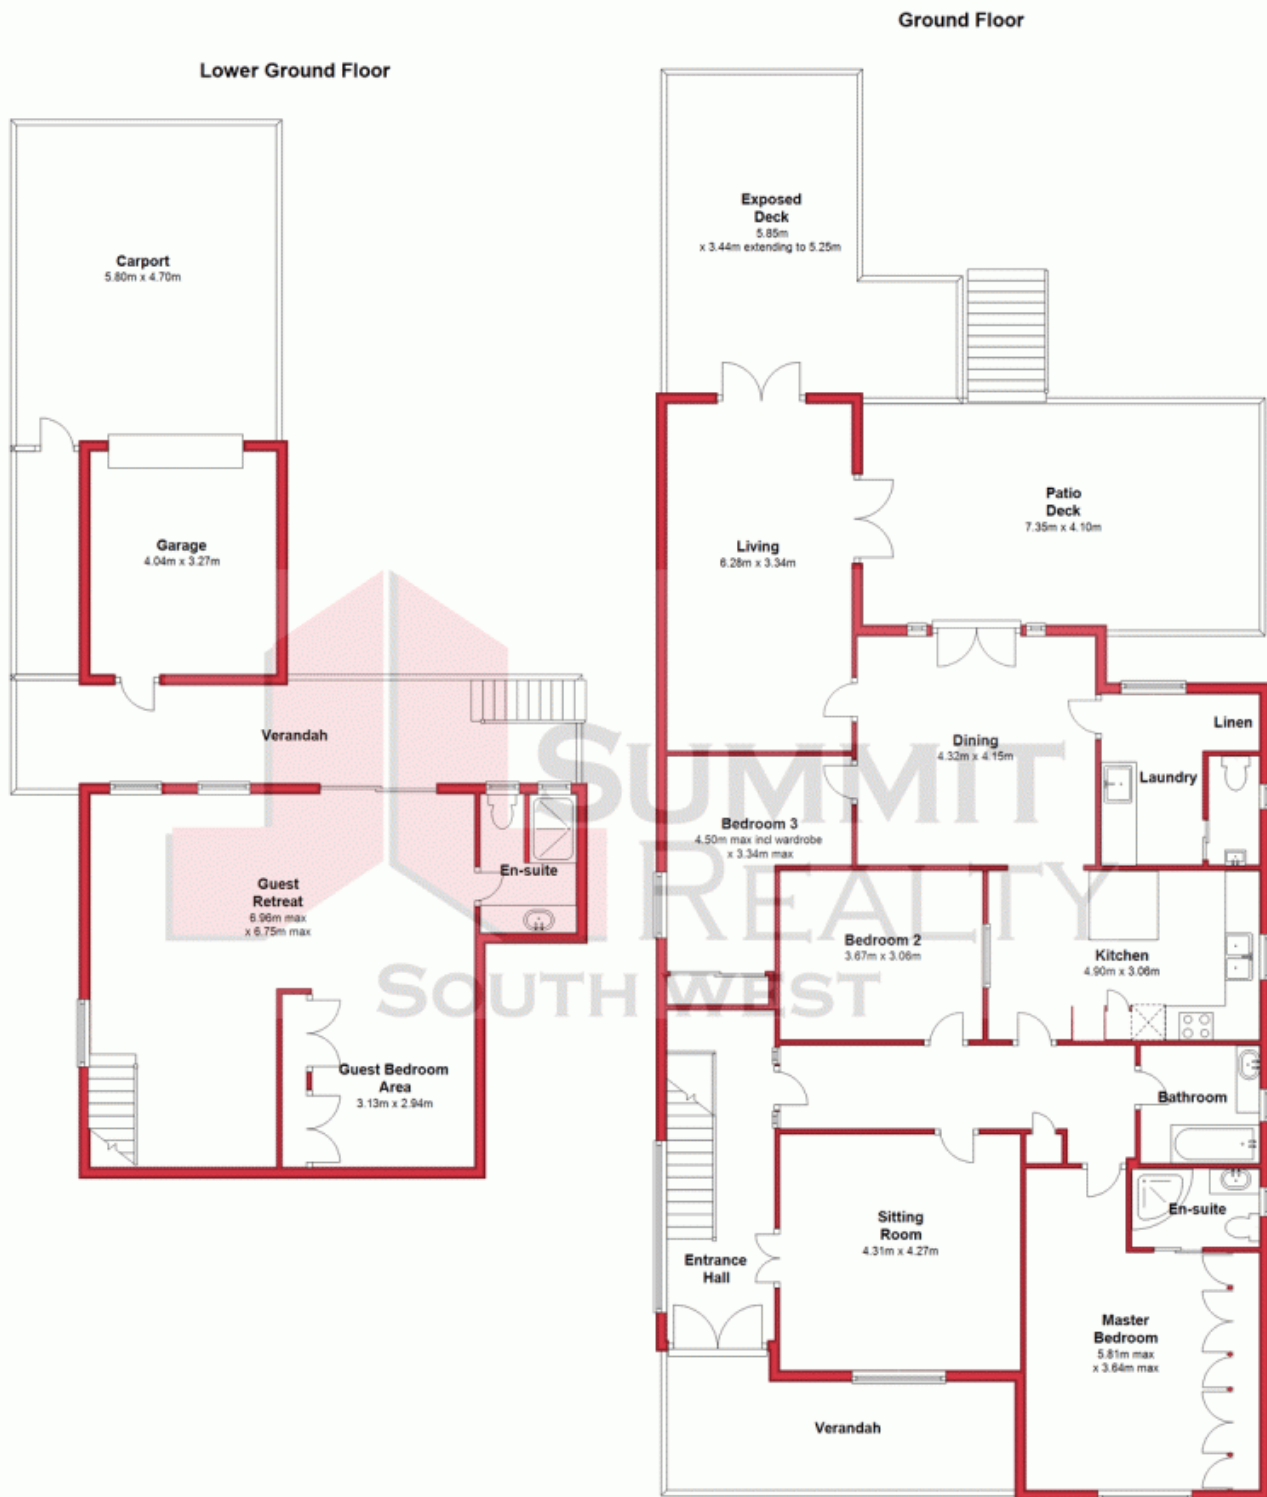 Ground Floor
Lower Ground Floor
Exposed
Deck
5.85m
x 3.44m extending to 5.25m
Carport
5.80m x 4.70m
Patio
Deck
7.35m x 4.10m
Garage
4.04m x 3.27m
Living
6.28m x 3.34m
Linen
Verandah
Dining
4.32m x 4.15m
Laundry
Bedroom 3
4.50m max incl wardrobe
x 3.34m max
En-suite
Guest
Retreat
6.96m max
x 6.75m max
Bedroom 2
3.67m x 3.06m
Kitchen
4.90m x 3.06m
SUMMIT
REALTY
SOUTH WEST
Guest Bedroom
Area
3.13m x 2.94m
Bathroom
En-suite
Sitting
Room
4.31m x 4.27m
Entrance
Hall
Master
Bedroom
5.81m max
x 3.64m max
Verandah